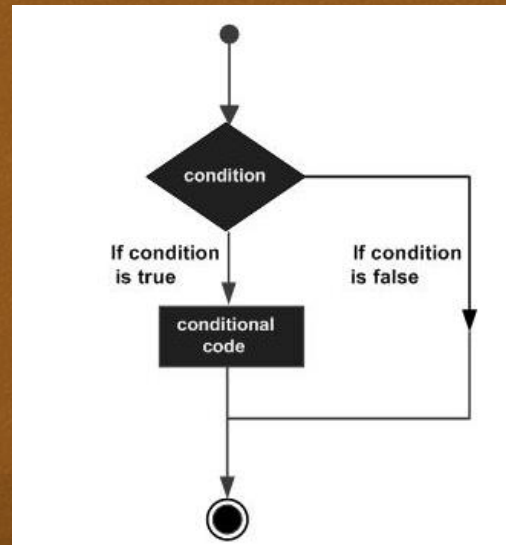 condition
If condition
is true
If condition
is false
conditional
code